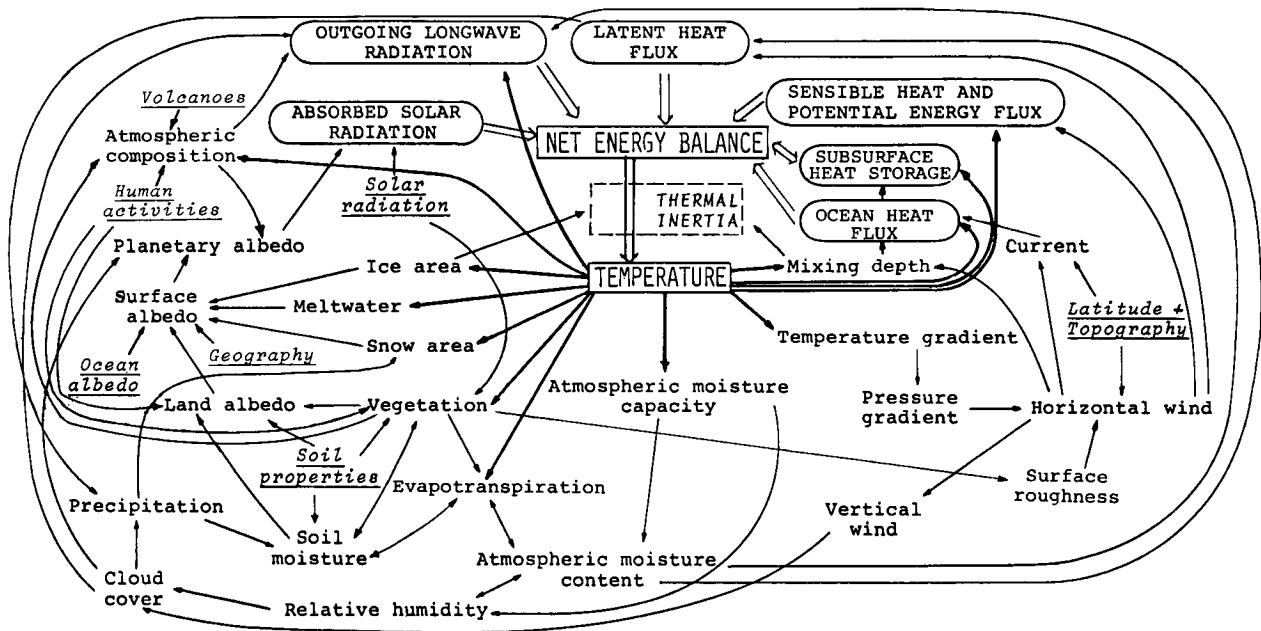 OUTGOING LONGWAVE
RADIATION
LATENT HEAT
FLUX
Volcanoes
ABSORBED SOLAR
RADIATION
SENSIBLE HEAT AND
POTENTIAL ENERGY FLUX
Atmospheric
composition
NET ENERGY BALANCE
SUBSURFACE
HEAT STORAGE
Human
activities
Solar
radiation
THERMAL
INERTIA
OCEAN HEAT
FLUX
Planetary albedo
Current
Ice area
TEMPERATURE
Mixing depth
Surface
albedo
Meltwater
Latitude +
Topography
Ocean
albedo
Geography
Snow area
Temperature gradient
Atmospheric moisture
capacity
Land albedo
Vegetation
Pressure
gradient
Horizontal wind
Soil
properties
Evapotranspiration
Surface
roughness
Precipitation
Vertical
wind
Soil
moisture
Atmospheric moisture
content
Cloud
cover
Relative humidity